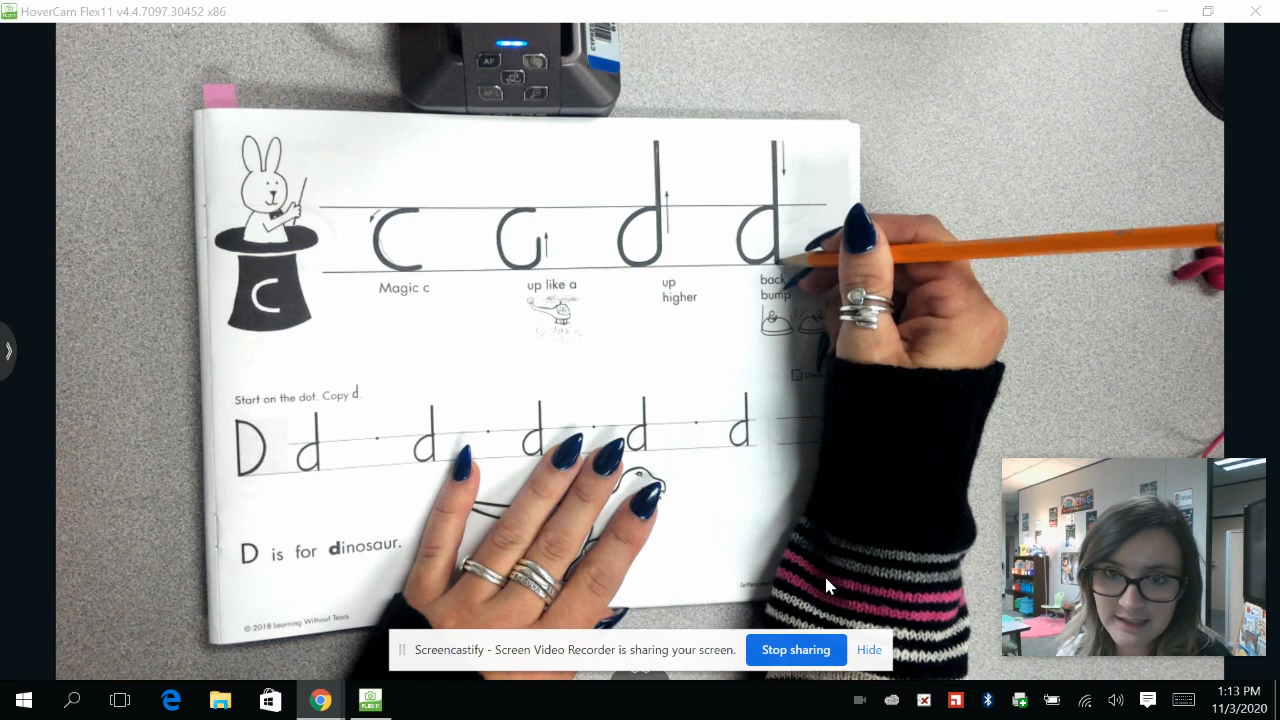 HoverCam Flex11 v4.4.7097.30452 x86
AF
C
c
d
d
Magic c
up like a
up
higher
back
bump
Start on the dot. Copy d.
D d d d d d
D is for dinosaur.
© 2018 Learning Without Tears
Screencastify - Screen Video Recorder is sharing your screen.
Stop sharing
Hide
1:13 PM
11/3/2020